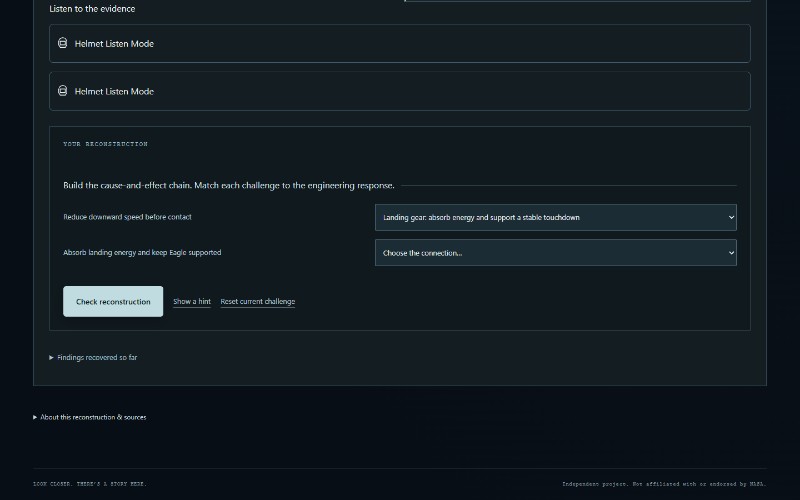 Listen to the evidence
Helmet Listen Mode
Helmet Listen Mode
YOUR RECONSTRUCTION
Build the cause-and-effect chain. Match each challenge to the engineering response.
Reduce downward speed before contact
Landing gear: absorb energy and support a stable touchdown
Absorb landing energy and keep Eagle supported
Choose the connection...
Check reconstruction Show a hint Reset current challenge
Findings recovered so far
About this reconstruction & sources
LOOK CLOSER. THERE'S A STORY HERE.
Independent project. Not affiliated with or endorsed by NASA.